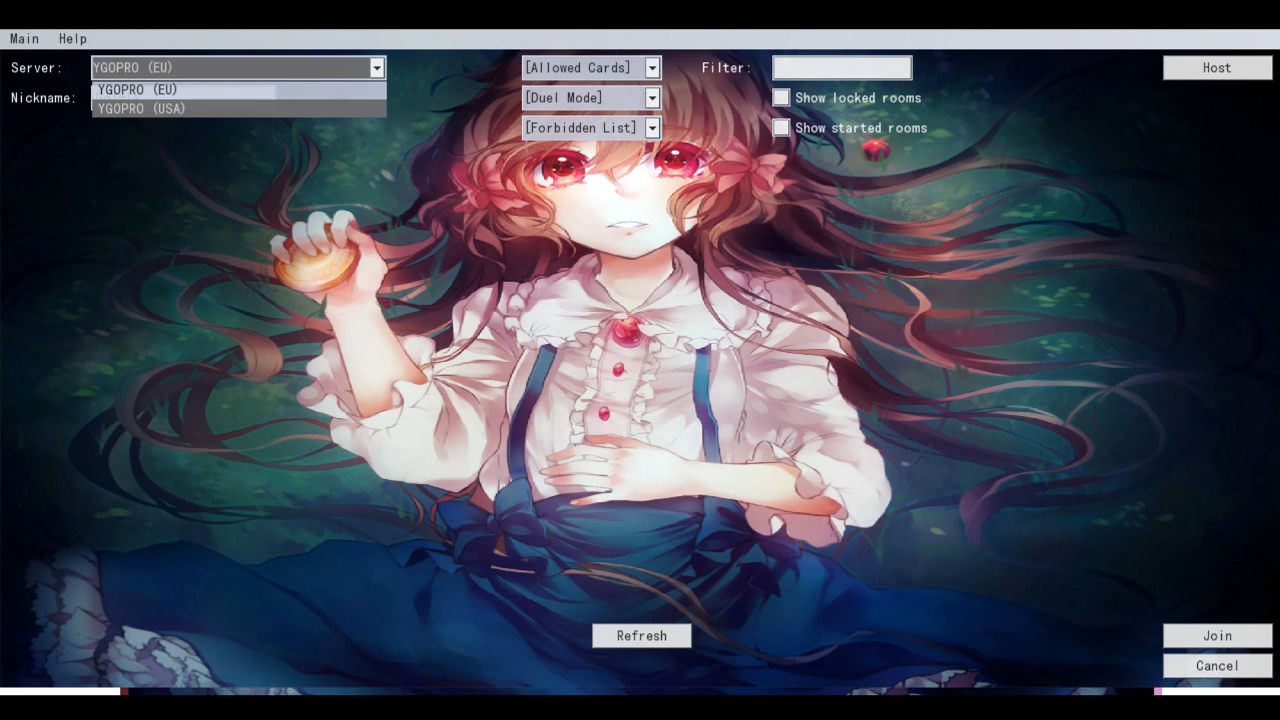 Main Help
Server: YGOPRO (EU) [Allowed Cards] Filter: Host
YGOPRO (EU)
Nickname: [Duel Mode] Show locked rooms
YGOPRO (USA)
[Forbidden List] Show started rooms
Refresh Join
Cancel